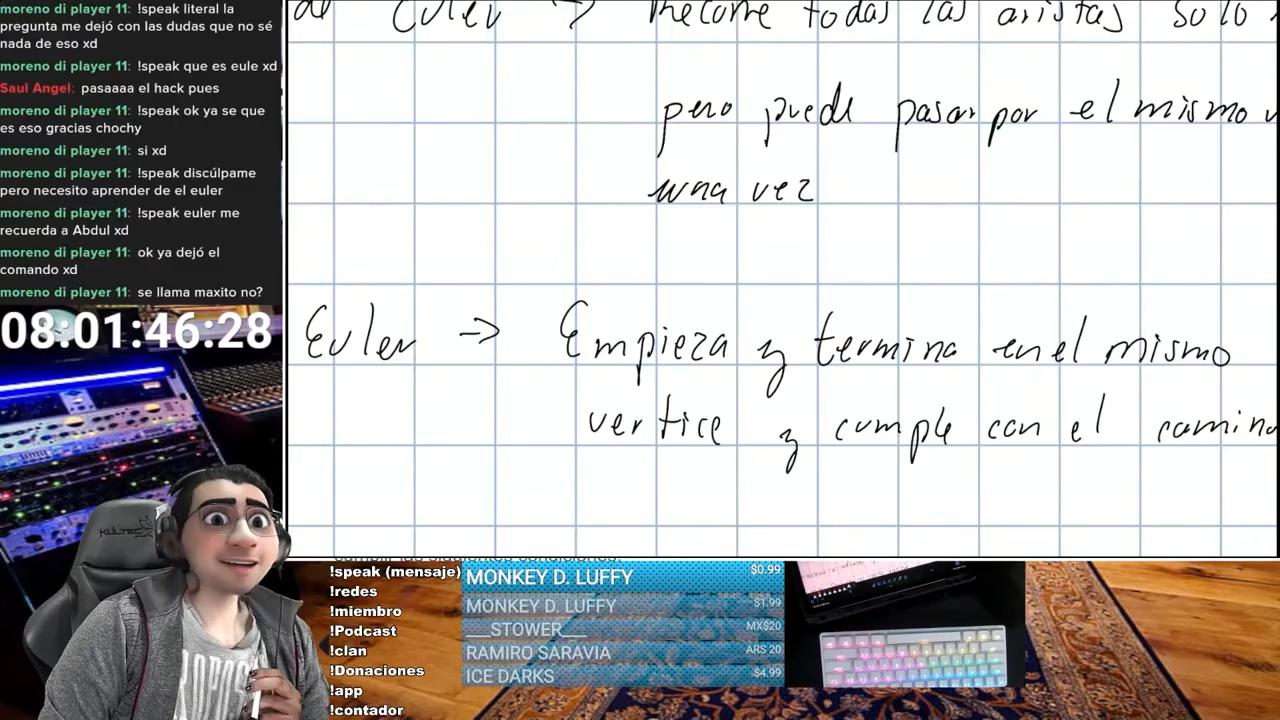 moreno di player 11: !speak literal la
pregunta me dejó con las dudas que no sé
nada de eso xd
moreno di player 11: !speak que es eule xd
Saul Angel: pasaaaa el hack pues
moreno di player 11: !speak ok ya se que
es eso gracias chochy
moreno di player 11: si xd
moreno di player 11: !speak discúlpame
pero necesito aprender de el euler
moreno di player 11: !speak euler me
recuerda a Abdul xd
moreno di player 11: ok ya dejó el
comando xd
moreno di player 11: se llama maxito no?
08:01:46:28
de Euler -> Recorre todas las aristas solo
pero puede pasar por el mismo
una vez
Euler -> Empieza y termina en el mismo
vertice y cumple con el camino
KULTEC
!speak (mensaje)
!redes
!miembro
!Podcast
!clan
!Donaciones
!app
!contador
MONKEY D. LUFFY $0.99
MONKEY D. LUFFY $1.99
___STOWER___ MX$20
RAMIRO SARAVIA ARS 20
ICE DARKS $4.99